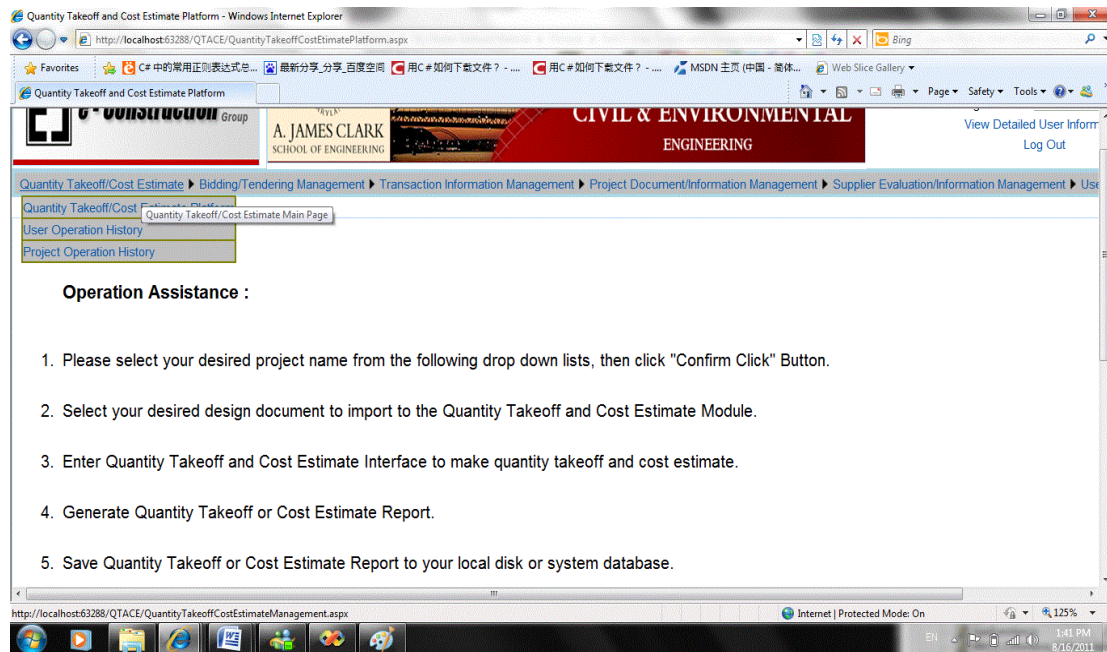 Quantity Takeoff and Cost Estimate Platform - Windows Internet Explorer
http://localhost:63288/QTACE/QuantityTakeoffCostEtimatePlatform.aspx
Bing
Favorites
C# 中的常用正则表达式总...
最新分享_分享_百度空间
用C#如何下载文件？- ....
用C#如何下载文件？- ....
MSDN 主页 (中国 - 简体...
Web Slice Gallery
Quantity Takeoff and Cost Estimate Platform
Page
Safety
Tools
e - Construction Group
A. JAMES CLARK
SCHOOL OF ENGINEERING
CIVIL & ENVIRONMENTAL
ENGINEERING
View Detailed User Inform
Log Out
Quantity Takeoff/Cost Estimate Bidding/Tendering Management Transaction Information Management Project Document/Information Management Supplier Evaluation/Information Management Use
Quantity Takeoff/Cost Estimate Platform
Quantity Takeoff/Cost Estimate Main Page
User Operation History
Project Operation History
Operation Assistance :
1. Please select your desired project name from the following drop down lists, then click "Confirm Click" Button.
2. Select your desired design document to import to the Quantity Takeoff and Cost Estimate Module.
3. Enter Quantity Takeoff and Cost Estimate Interface to make quantity takeoff and cost estimate.
4. Generate Quantity Takeoff or Cost Estimate Report.
5. Save Quantity Takeoff or Cost Estimate Report to your local disk or system database.
http://localhost:63288/QTACE/QuantityTakeoffCostEstimateManagement.aspx
Internet | Protected Mode: On
125%
EN
1:41 PM
8/16/2011